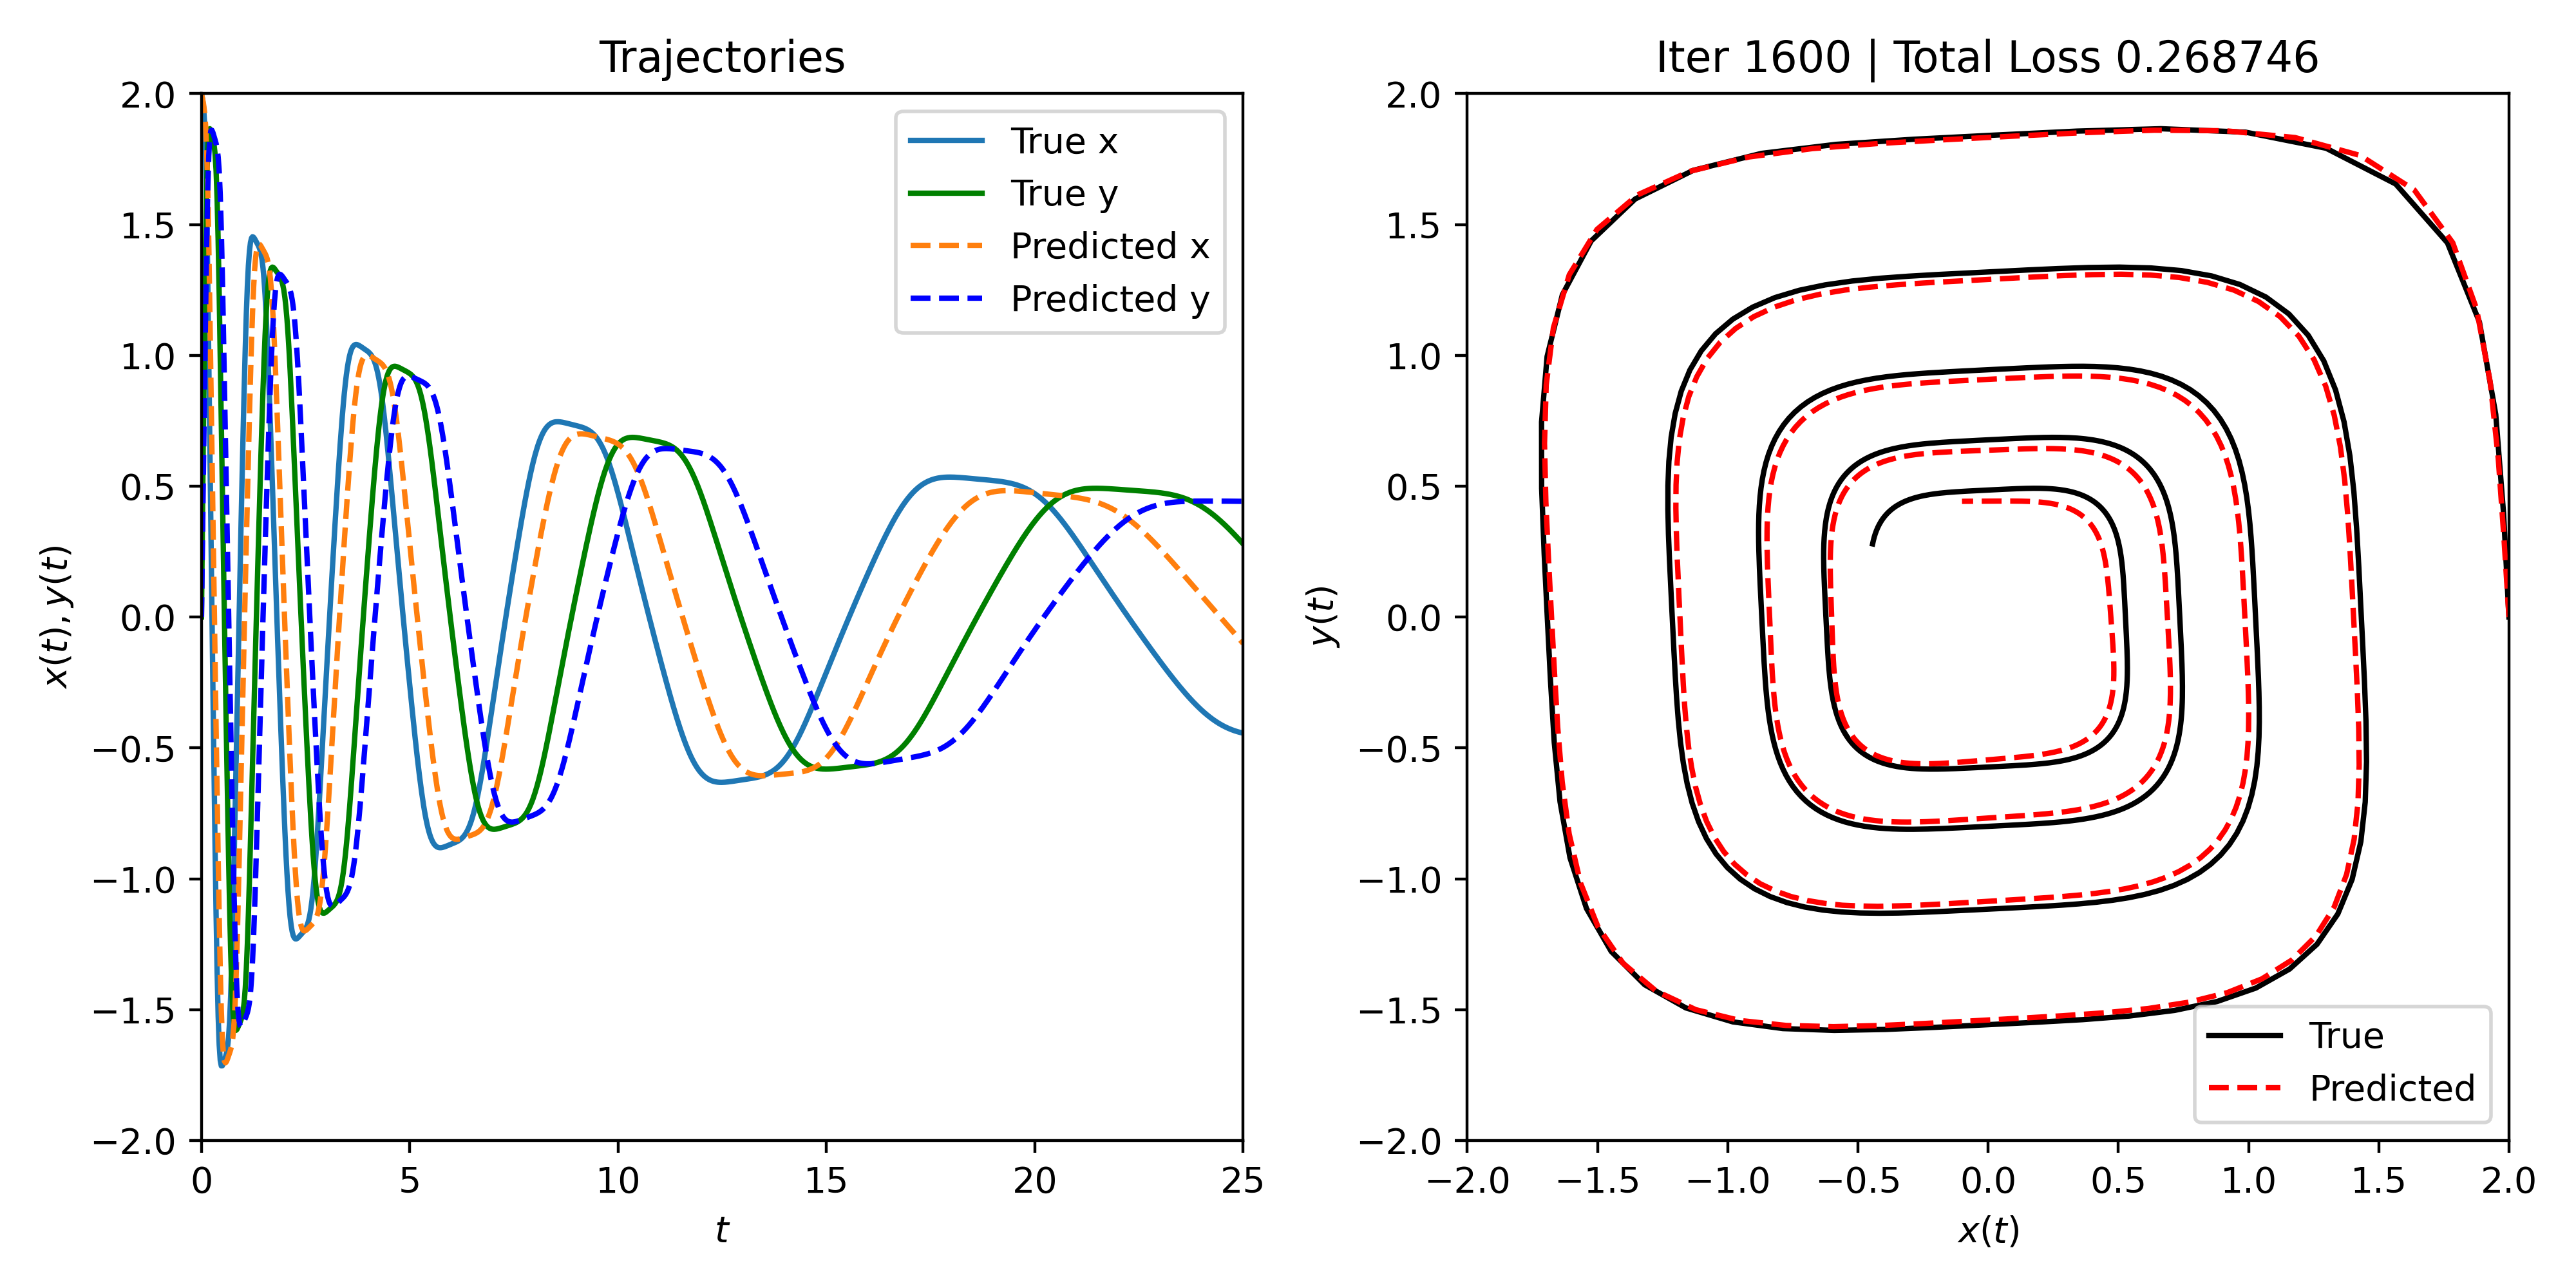 Trajectories
2.0
1.5
1.0
0.5
0.0
−0.5
−1.0
−1.5
−2.0
x(t), y(t)
0 5 10 15 20 25
t
True x
True y
Predicted x
Predicted y
Iter 1600 | Total Loss 0.268746
2.0
1.5
1.0
0.5
0.0
−0.5
−1.0
−1.5
−2.0
y(t)
−2.0 −1.5 −1.0 −0.5 0.0 0.5 1.0 1.5 2.0
x(t)
True
Predicted